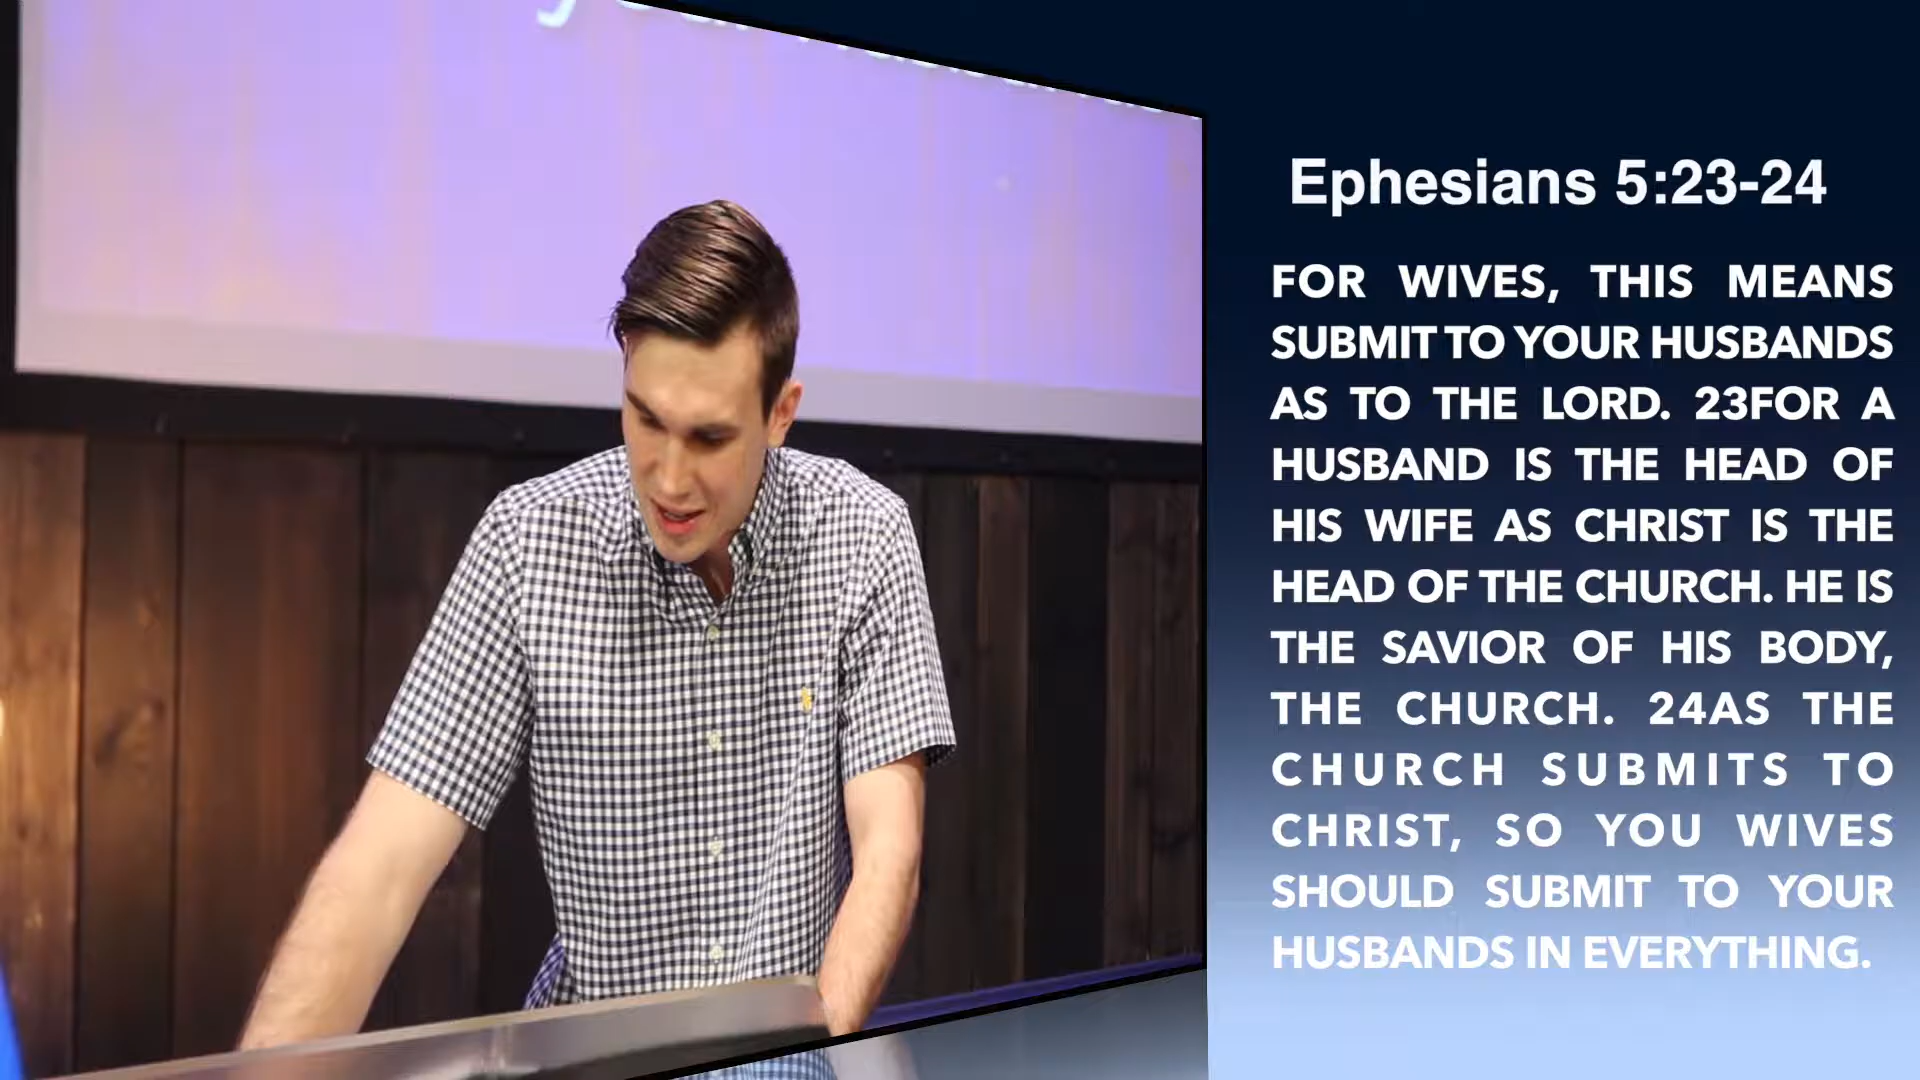 Ephesians 5:23-24
FOR WIVES, THIS MEANS
SUBMIT TO YOUR HUSBANDS
AS TO THE LORD. 23FOR A
HUSBAND IS THE HEAD OF
HIS WIFE AS CHRIST IS THE
HEAD OF THE CHURCH. HE IS
THE SAVIOR OF HIS BODY,
THE CHURCH. 24AS THE
CHURCH SUBMITS TO
CHRIST, SO YOU WIVES
SHOULD SUBMIT TO YOUR
HUSBANDS IN EVERYTHING.